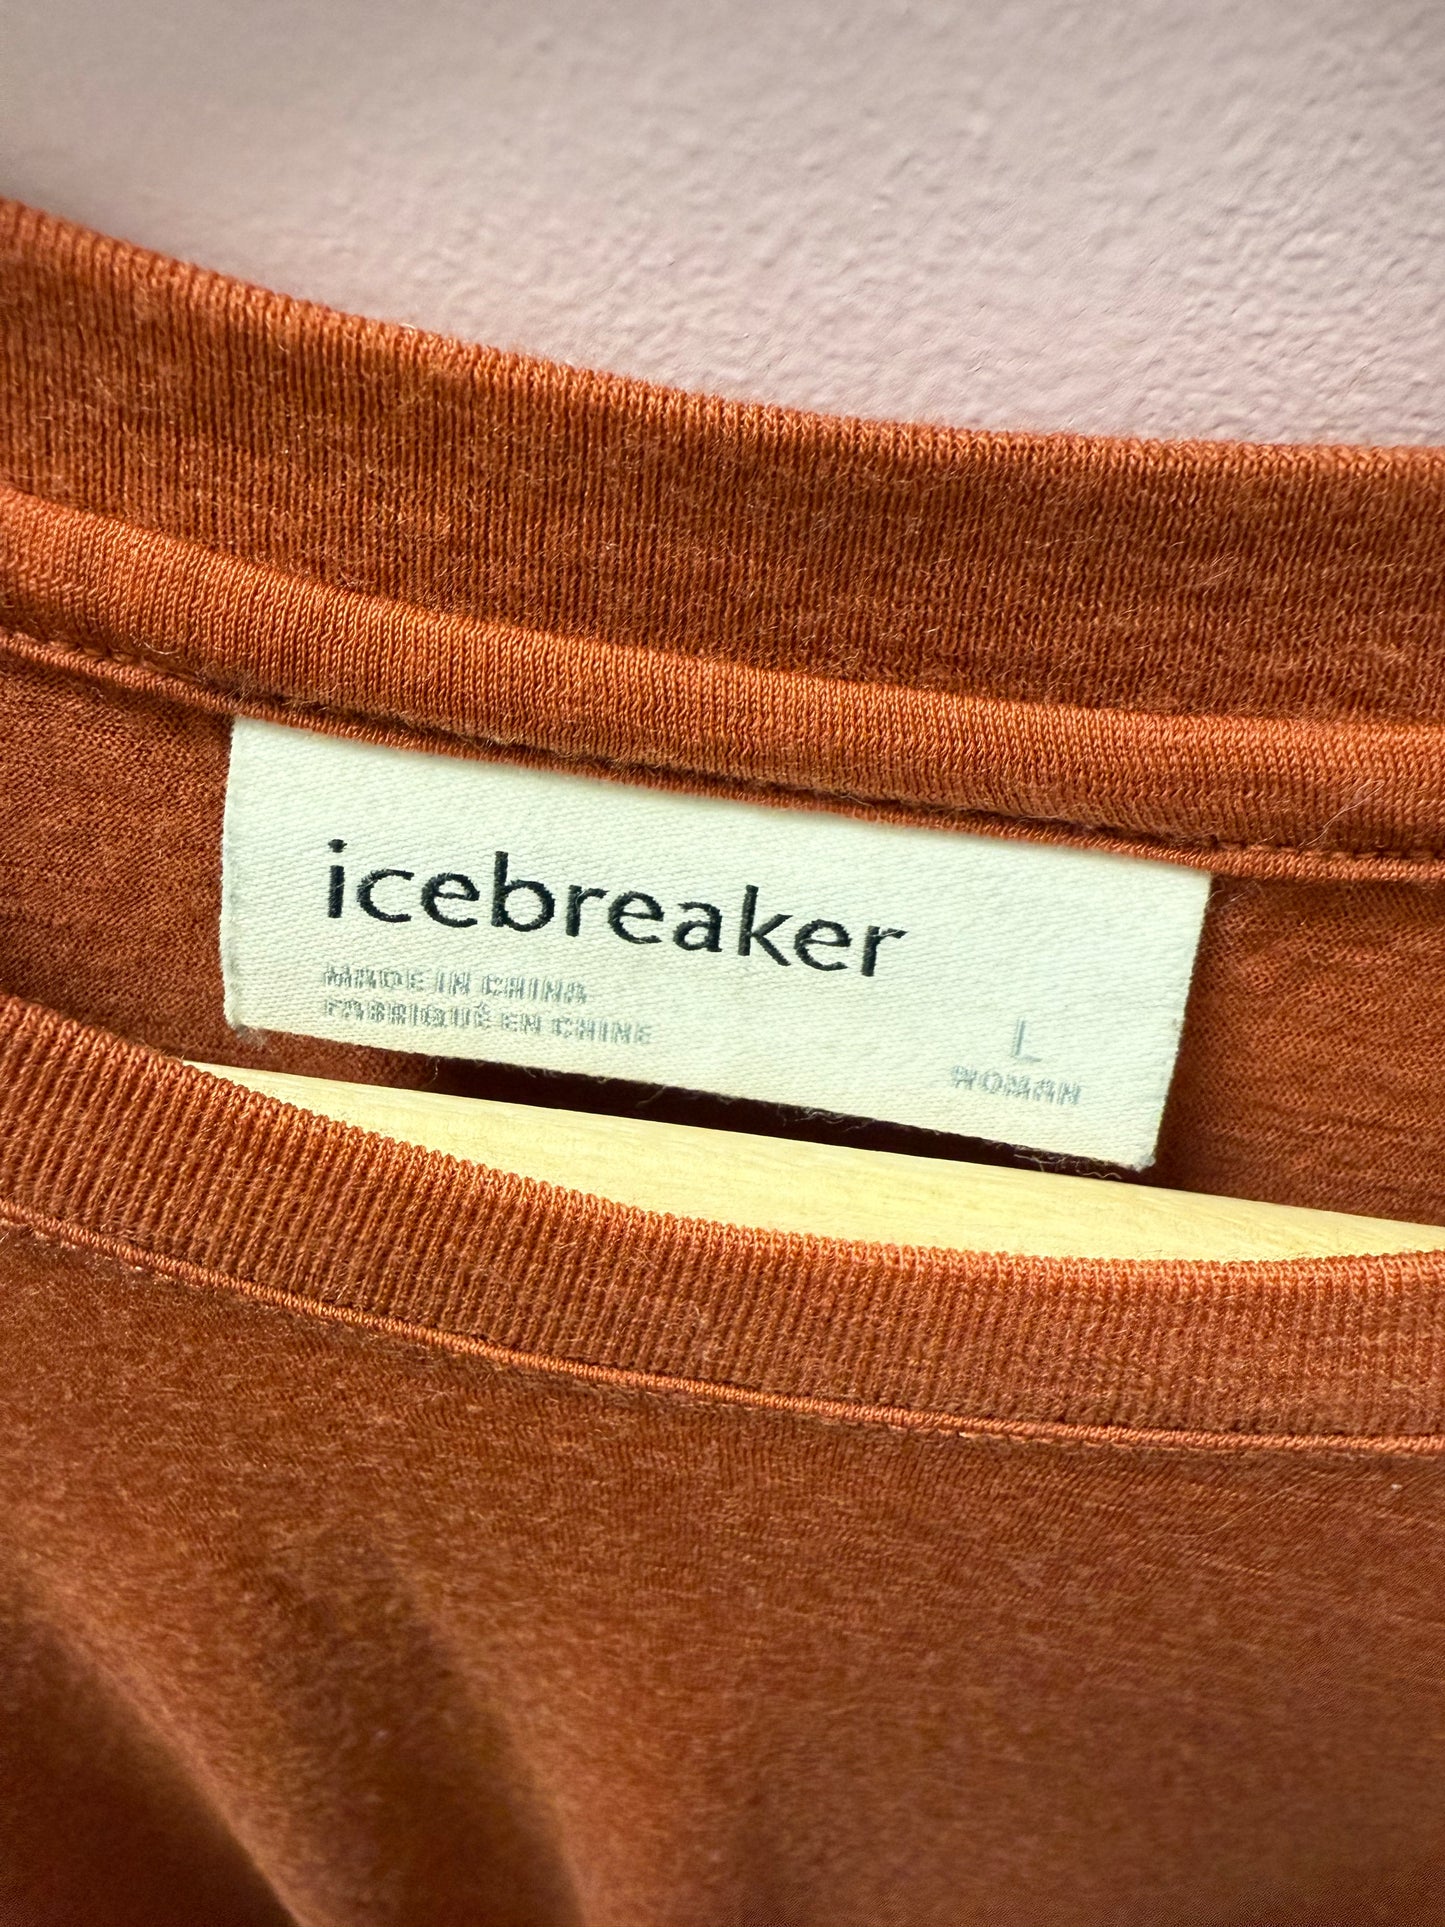 icebreaker
MADE IN CHINA
FABRIQUÉ EN CHINE
L
WOMAN